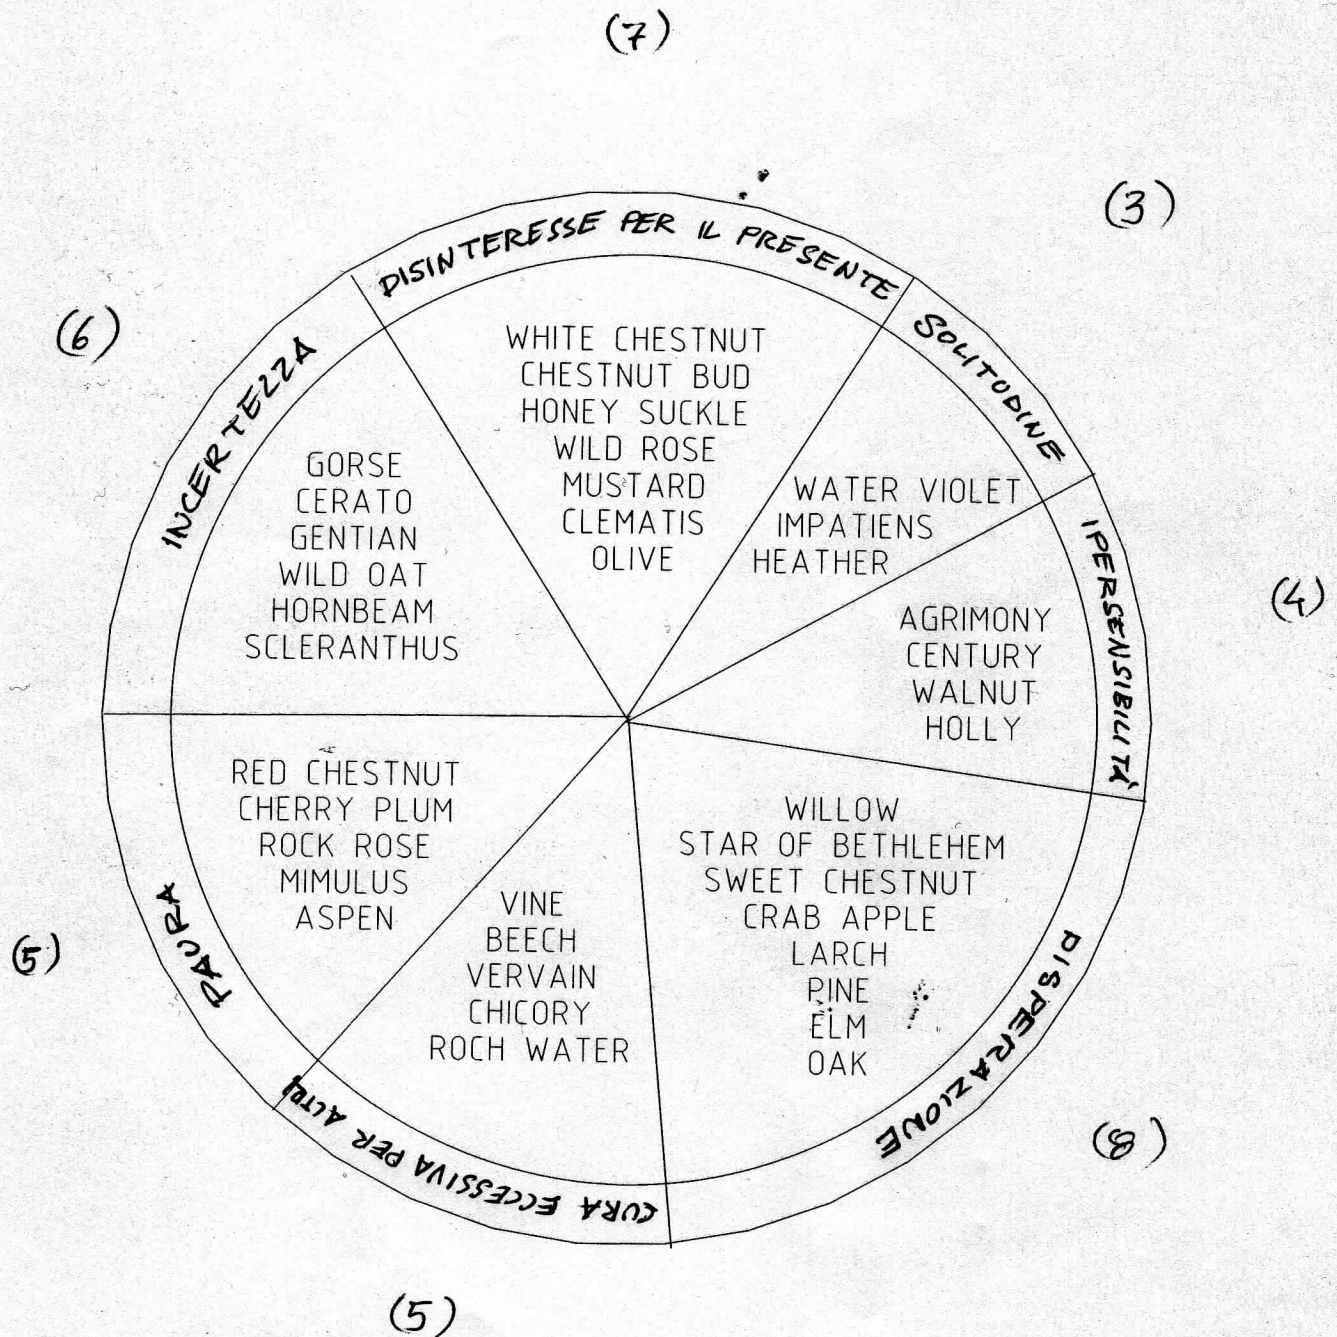 (7)
(3)
DISINTERESSE PER IL PRESENTE
WHITE CHESTNUT
CHESTNUT BUD
HONEY SUCKLE
WILD ROSE
MUSTARD
CLEMATIS
OLIVE
SOLITUDINE
WATER VIOLET
IMPATIENS
HEATHER
(4)
IPERSENSIBILITÀ
AGRIMONY
CENTURY
WALNUT
HOLLY
(8)
DISPERAZIONE
WILLOW
STAR OF BETHLEHEM
SWEET CHESTNUT
CRAB APPLE
LARCH
PINE
ELM
OAK
(5)
CURA ECCESSIVA PER ALTRI
VINE
BEECH
VERVAIN
CHICORY
ROCH WATER
(5)
PAURA
RED CHESTNUT
CHERRY PLUM
ROCK ROSE
MIMULUS
ASPEN
(6)
INCERTEZZA
GORSE
CERATO
GENTIAN
WILD OAT
HORNBEAM
SCLERANTHUS